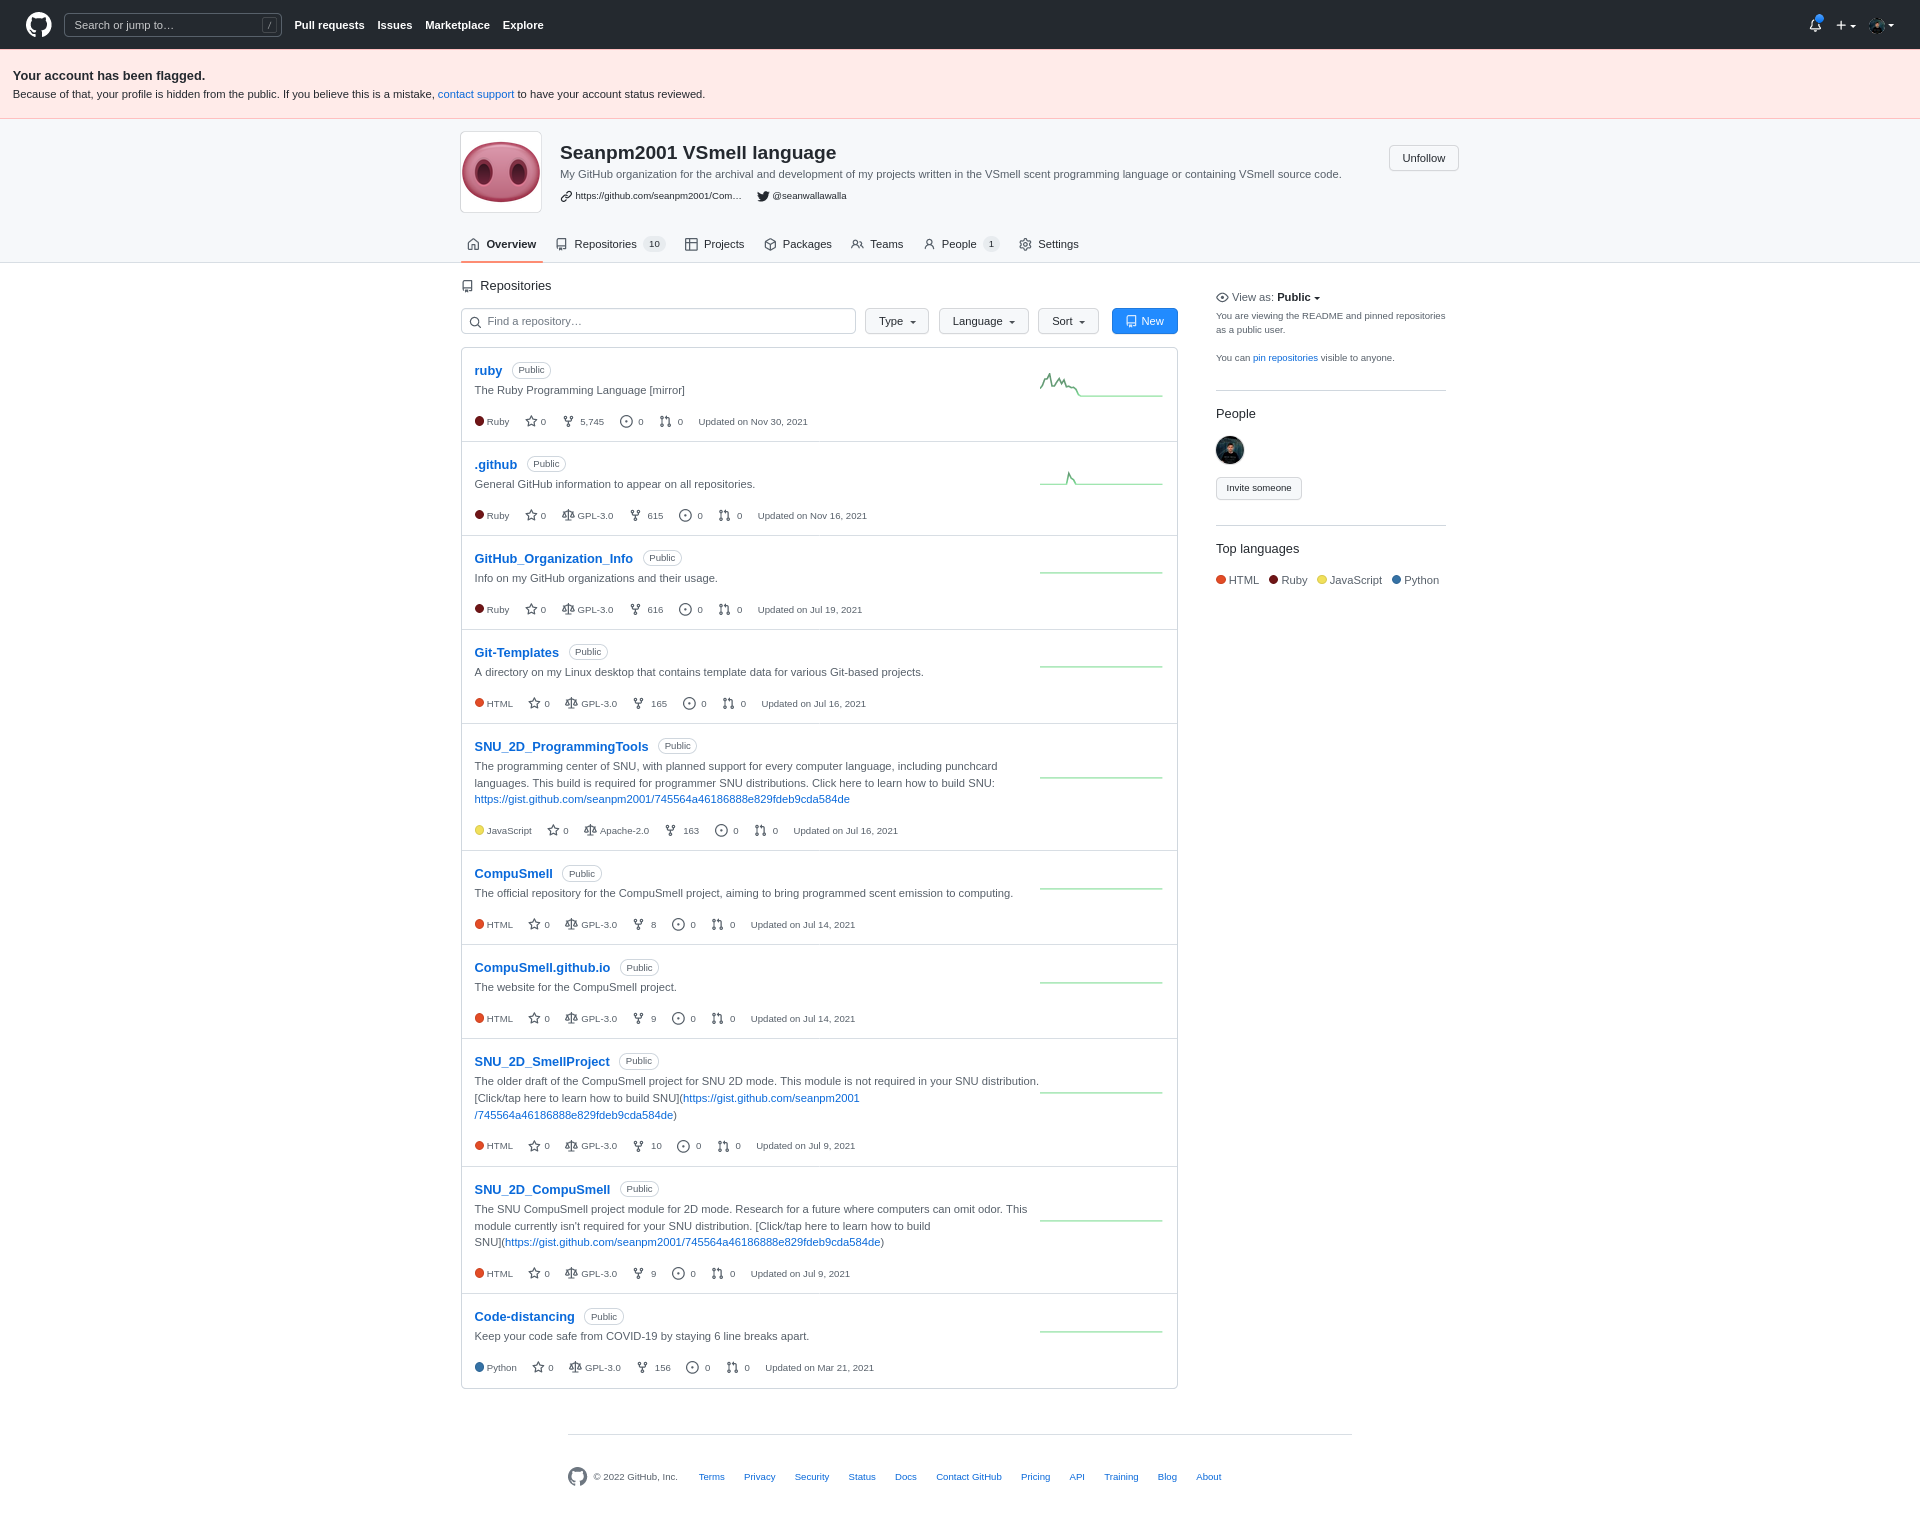 Search or jump to… /
Pull requests Issues Marketplace Explore
Your account has been flagged.
Because of that, your profile is hidden from the public. If you believe this is a mistake, contact support to have your account status reviewed.
Seanpm2001 VSmell language
My GitHub organization for the archival and development of my projects written in the VSmell scent programming language or containing VSmell source code.
https://github.com/seanpm2001/Com… @seanwallawalla
Unfollow
Overview Repositories 10 Projects Packages Teams People 1 Settings
Repositories
Find a repository… Type Language Sort New
ruby Public
The Ruby Programming Language [mirror]
Ruby 0 5,745 0 0 Updated on Nov 30, 2021
.github Public
General GitHub information to appear on all repositories.
Ruby 0 GPL-3.0 615 0 0 Updated on Nov 16, 2021
GitHub_Organization_Info Public
Info on my GitHub organizations and their usage.
Ruby 0 GPL-3.0 616 0 0 Updated on Jul 19, 2021
Git-Templates Public
A directory on my Linux desktop that contains template data for various Git-based projects.
HTML 0 GPL-3.0 165 0 0 Updated on Jul 16, 2021
SNU_2D_ProgrammingTools Public
The programming center of SNU, with planned support for every computer language, including punchcard
languages. This build is required for programmer SNU distributions. Click here to learn how to build SNU:
https://gist.github.com/seanpm2001/745564a46186888e829fdeb9cda584de
JavaScript 0 Apache-2.0 163 0 0 Updated on Jul 16, 2021
CompuSmell Public
The official repository for the CompuSmell project, aiming to bring programmed scent emission to computing.
HTML 0 GPL-3.0 8 0 0 Updated on Jul 14, 2021
CompuSmell.github.io Public
The website for the CompuSmell project.
HTML 0 GPL-3.0 9 0 0 Updated on Jul 14, 2021
SNU_2D_SmellProject Public
The older draft of the CompuSmell project for SNU 2D mode. This module is not required in your SNU distribution.
[Click/tap here to learn how to build SNU](https://gist.github.com/seanpm2001
/745564a46186888e829fdeb9cda584de)
HTML 0 GPL-3.0 10 0 0 Updated on Jul 9, 2021
SNU_2D_CompuSmell Public
The SNU CompuSmell project module for 2D mode. Research for a future where computers can omit odor. This
module currently isn't required for your SNU distribution. [Click/tap here to learn how to build
SNU](https://gist.github.com/seanpm2001/745564a46186888e829fdeb9cda584de)
HTML 0 GPL-3.0 9 0 0 Updated on Jul 9, 2021
Code-distancing Public
Keep your code safe from COVID-19 by staying 6 line breaks apart.
Python 0 GPL-3.0 156 0 0 Updated on Mar 21, 2021
View as: Public
You are viewing the README and pinned repositories
as a public user.
You can pin repositories visible to anyone.
People
Invite someone
Top languages
HTML Ruby JavaScript Python
© 2022 GitHub, Inc. Terms Privacy Security Status Docs Contact GitHub Pricing API Training Blog About